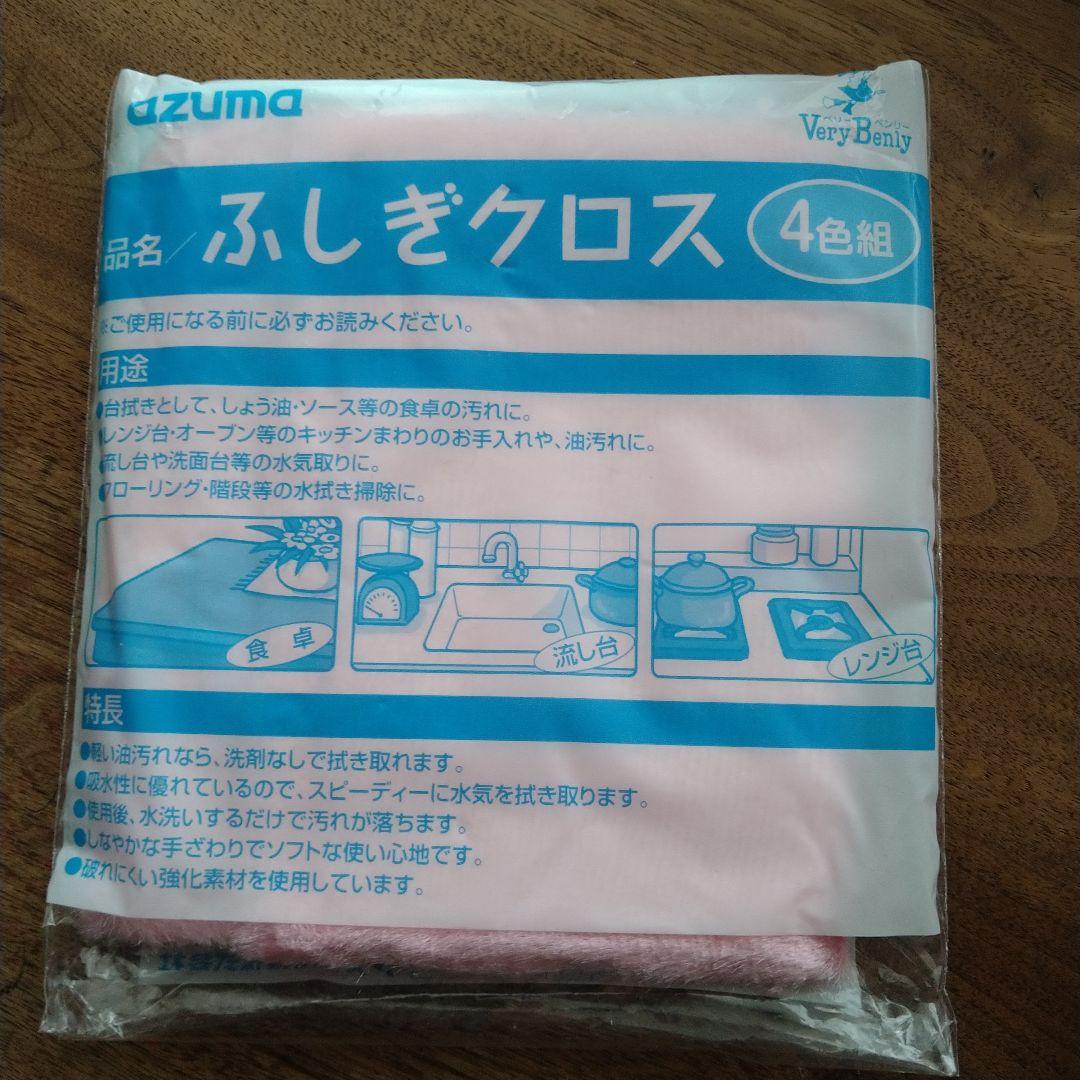 azuma
ベリー ベンリー
Very Benly
品名／ふしぎクロス 4色組
※ご使用になる前に必ずお読みください。
用途
●台拭きとして、しょう油・ソース等の食卓の汚れに。
●レンジ台・オーブン等のキッチンまわりのお手入れや、油汚れに。
●流し台や洗面台等の水気取りに。
●フローリング・階段等の水拭き掃除に。
食卓
流し台
レンジ台
特長
●軽い油汚れなら、洗剤なしで拭き取れます。
●吸水性に優れているので、スピーディーに水気を拭き取ります。
●使用後、水洗いするだけで汚れが落ちます。
●しなやかな手ざわりでソフトな使い心地です。
●破れにくい強化素材を使用しています。